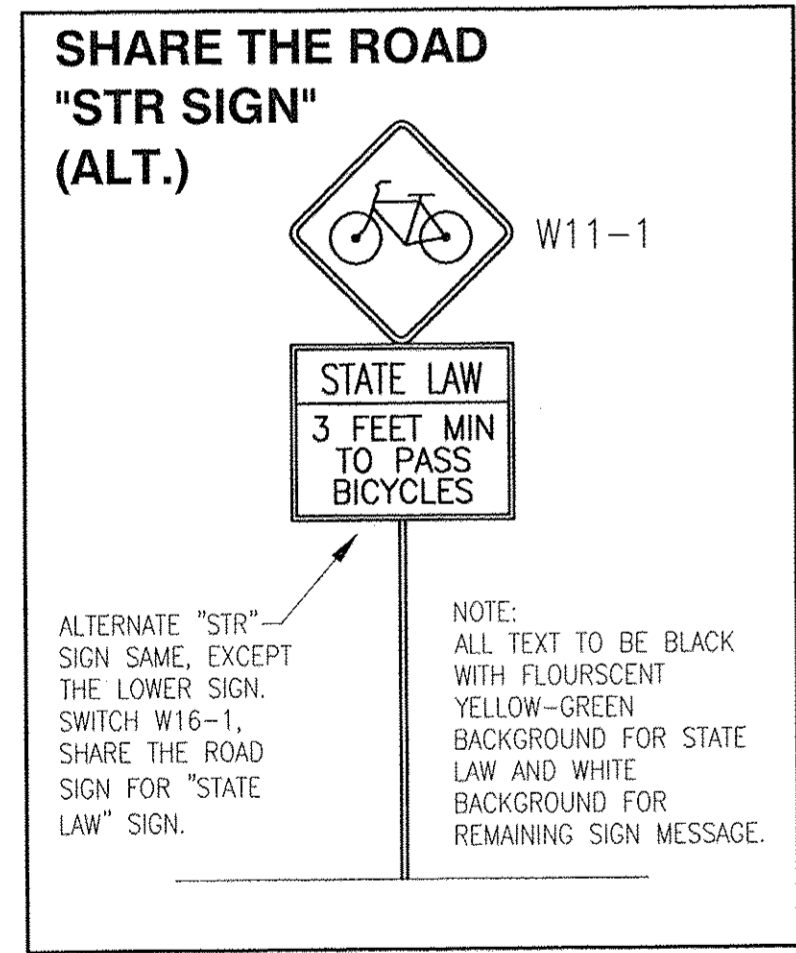 SHARE THE ROAD
"STR SIGN"
(ALT.)
W11-1
STATE LAW
3 FEET MIN
TO PASS
BICYCLES
ALTERNATE "STR"
SIGN SAME, EXCEPT
THE LOWER SIGN.
SWITCH W16-1,
SHARE THE ROAD
SIGN FOR "STATE
LAW" SIGN.
NOTE:
ALL TEXT TO BE BLACK
WITH FLOURSCENT
YELLOW-GREEN
BACKGROUND FOR STATE
LAW AND WHITE
BACKGROUND FOR
REMAINING SIGN MESSAGE.